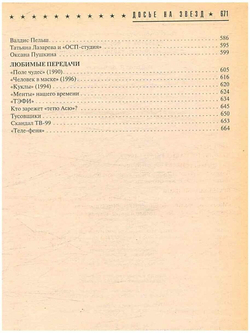 ДОСЬЕ НА ЗВЕЗД 671
Валдис Пельш 586
Татьяна Лазарева и «ОСП-студия» 595
Оксана Пушкина 599
ЛЮБИМЫЕ ПЕРЕДАЧИ
«Поле чудес» (1990) 605
«Человек в маске» (1996) 616
«Куклы» (1994) 620
«Менты» нашего времени 624
«ТЭФИ» 634
Кто зарежет «тетю Асю»? 645
Тусовщики 650
Скандал ТВ-99 653
«Теле-фоны» 664